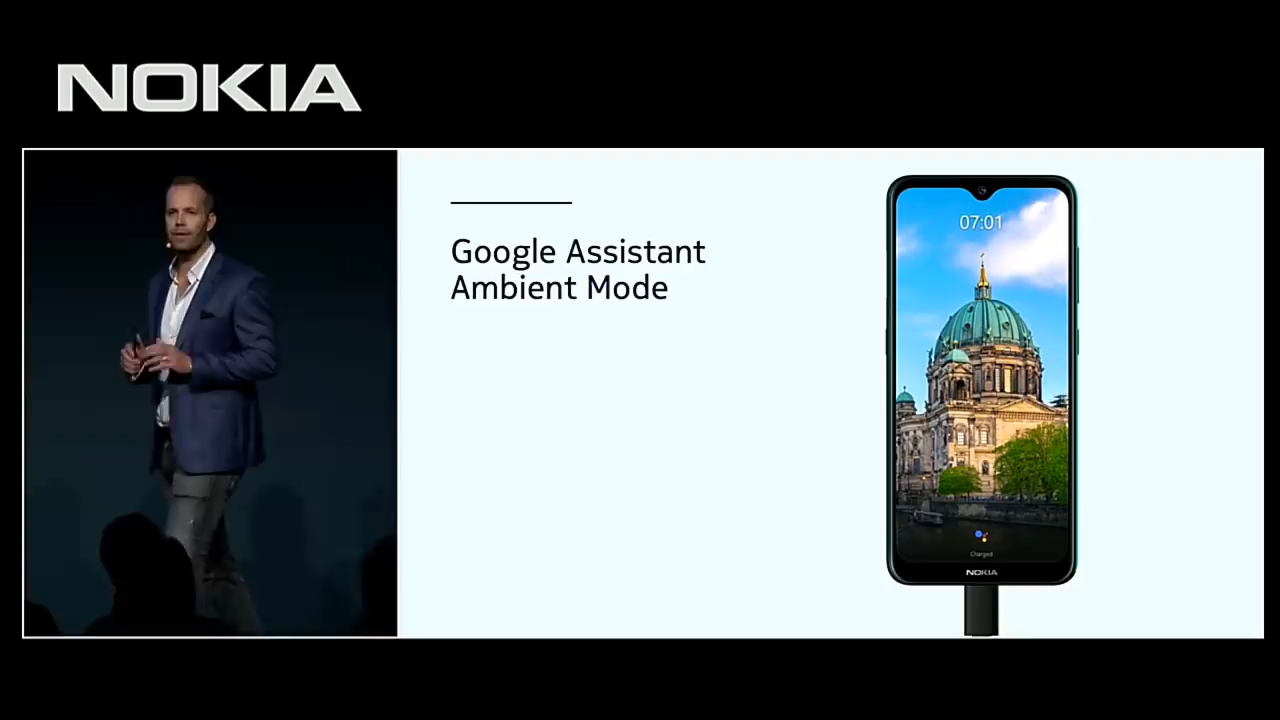 NOKIA
Google Assistant
Ambient Mode
07:01
Charged
NOKIA